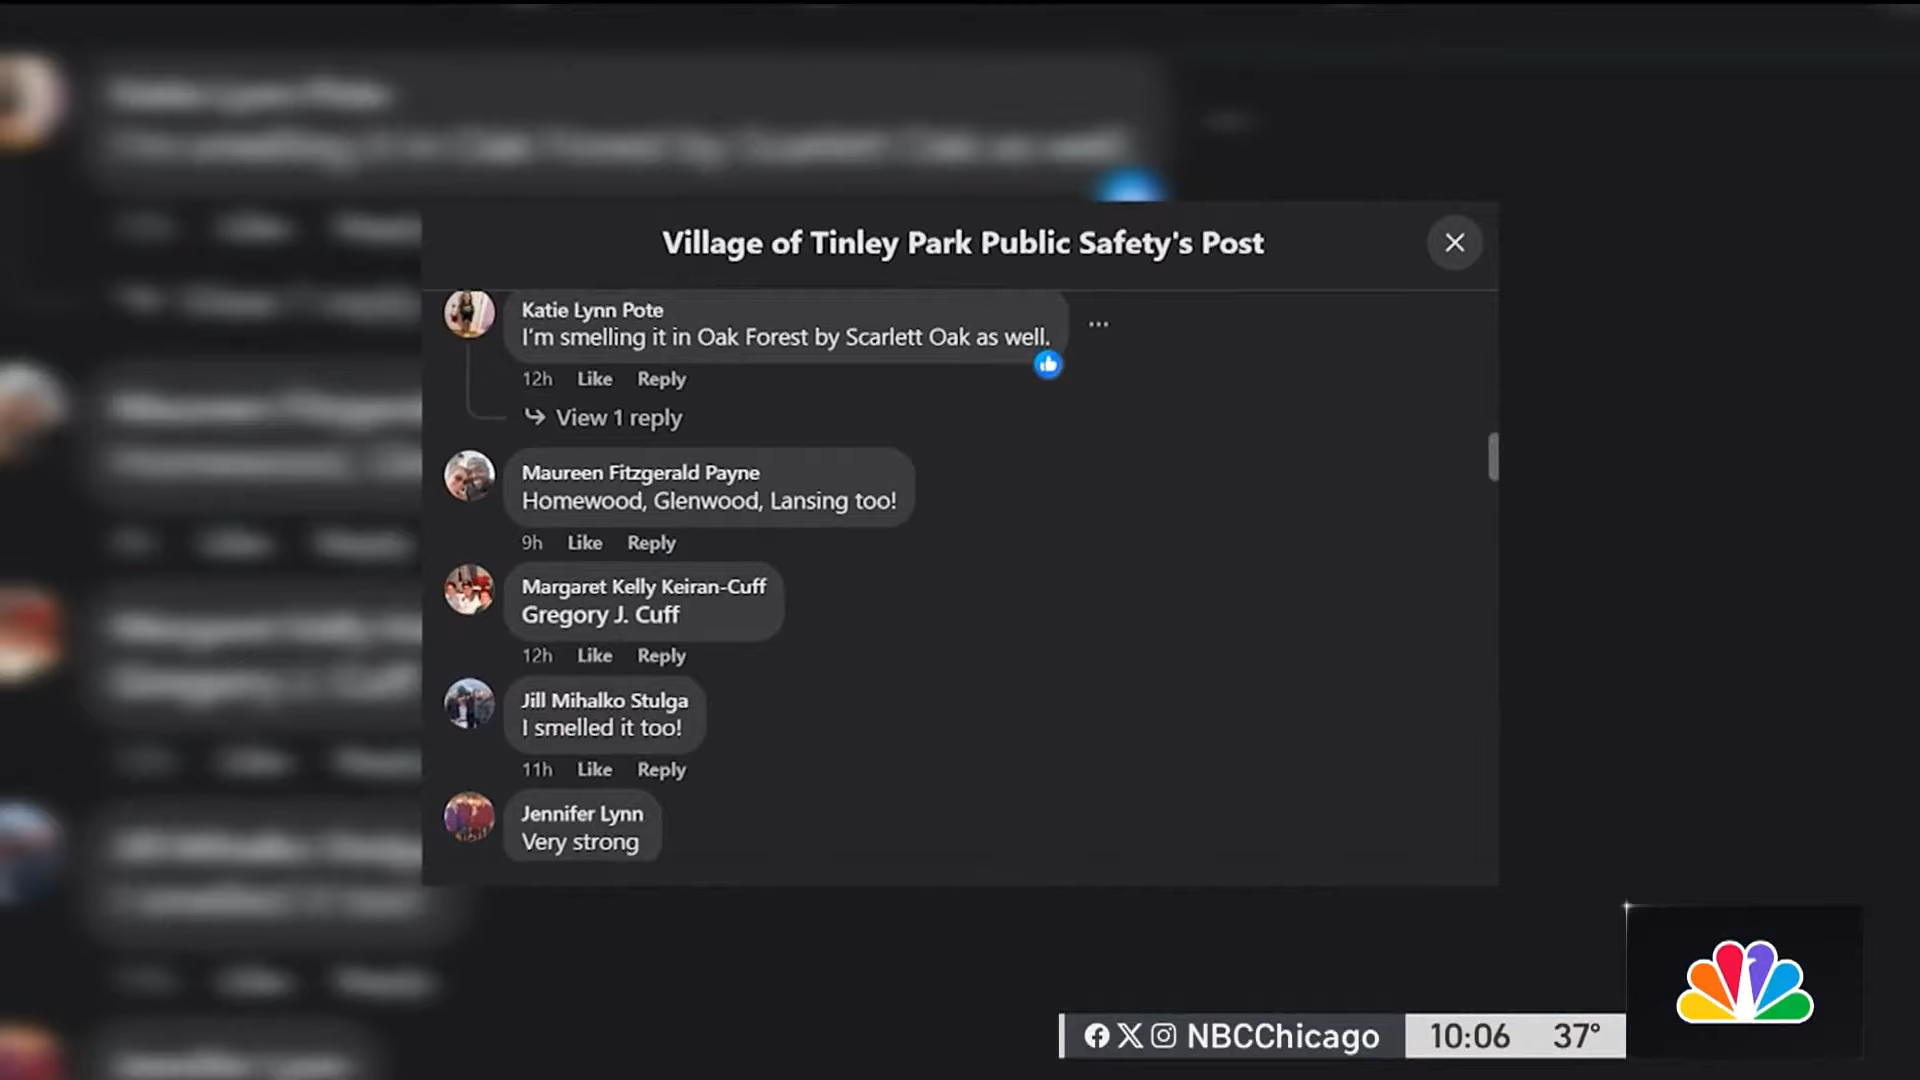 Village of Tinley Park Public Safety's Post
Katie Lynn Pote
I'm smelling it in Oak Forest by Scarlett Oak as well.
12h Like Reply
View 1 reply
Maureen Fitzgerald Payne
Homewood, Glenwood, Lansing too!
9h Like Reply
Margaret Kelly Keiran-Cuff
Gregory J. Cuff
12h Like Reply
Jill Mihalko Stulga
I smelled it too!
11h Like Reply
Jennifer Lynn
Very strong
NBCChicago 10:06 37°